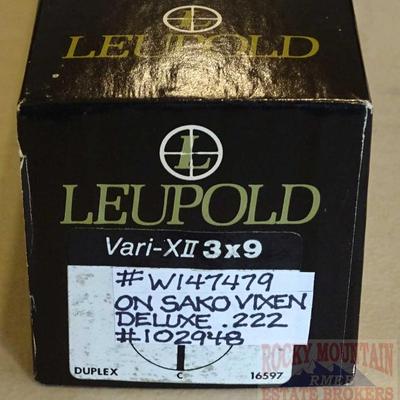 LEUPOLD
L
LEUPOLD
Vari-XII 3x9
#W147479
ON SAKO VIXEN
DELUXE .222
#102948
DUPLEX C 16597
ROCKY MOUNTAIN
RMEB
ESTATE BROKERS